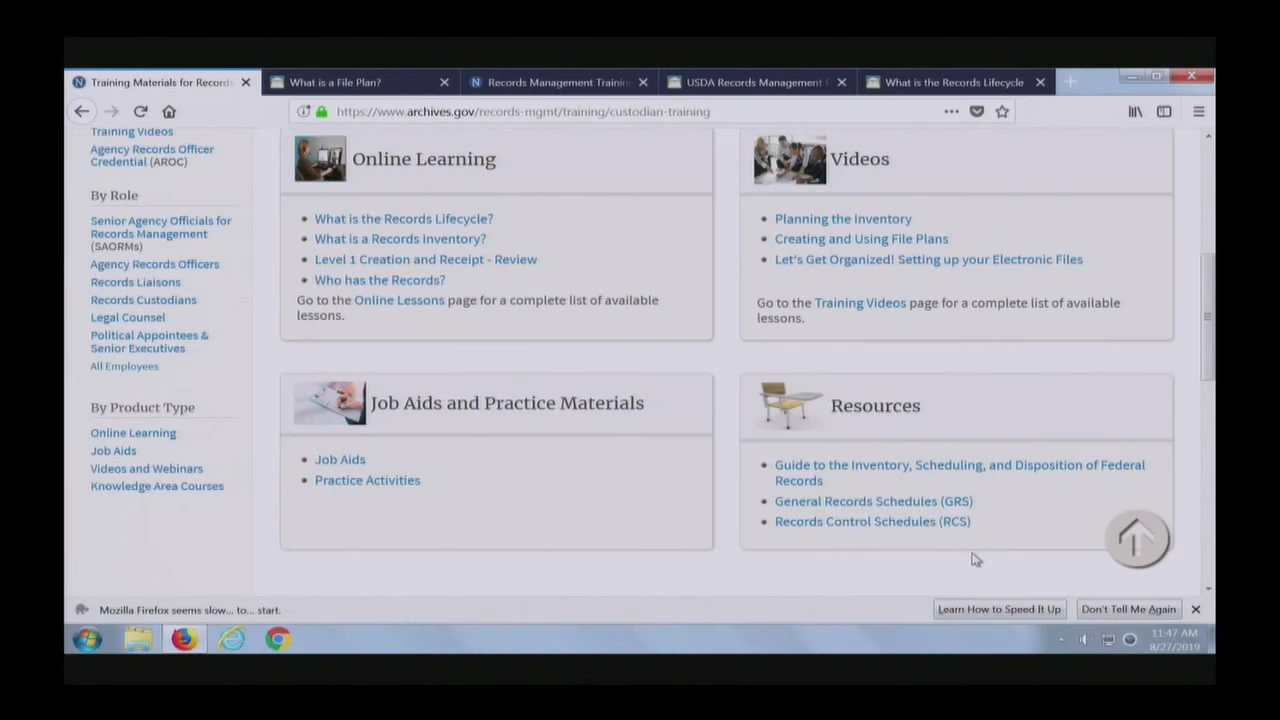 Training Materials for Records
What is a File Plan?
Records Management Trainin
USDA Records Management
What is the Records Lifecycle
https://www.archives.gov/records-mgmt/training/custodian-training
Training Videos
Agency Records Officer
Credential (AROC)
By Role
Senior Agency Officials for
Records Management
(SAORMs)
Agency Records Officers
Records Liaisons
Records Custodians
Legal Counsel
Political Appointees &
Senior Executives
All Employees
By Product Type
Online Learning
Job Aids
Videos and Webinars
Knowledge Area Courses
Online Learning
What is the Records Lifecycle?
What is a Records Inventory?
Level 1 Creation and Receipt - Review
Who has the Records?
Go to the Online Lessons page for a complete list of available
lessons.
Videos
Planning the Inventory
Creating and Using File Plans
Let's Get Organized! Setting up your Electronic Files
Go to the Training Videos page for a complete list of available
lessons.
Job Aids and Practice Materials
Job Aids
Practice Activities
Resources
Guide to the Inventory, Scheduling, and Disposition of Federal
Records
General Records Schedules (GRS)
Records Control Schedules (RCS)
Mozilla Firefox seems slow... to... start.
Learn How to Speed It Up
Don't Tell Me Again
11:47 AM
8/27/2019